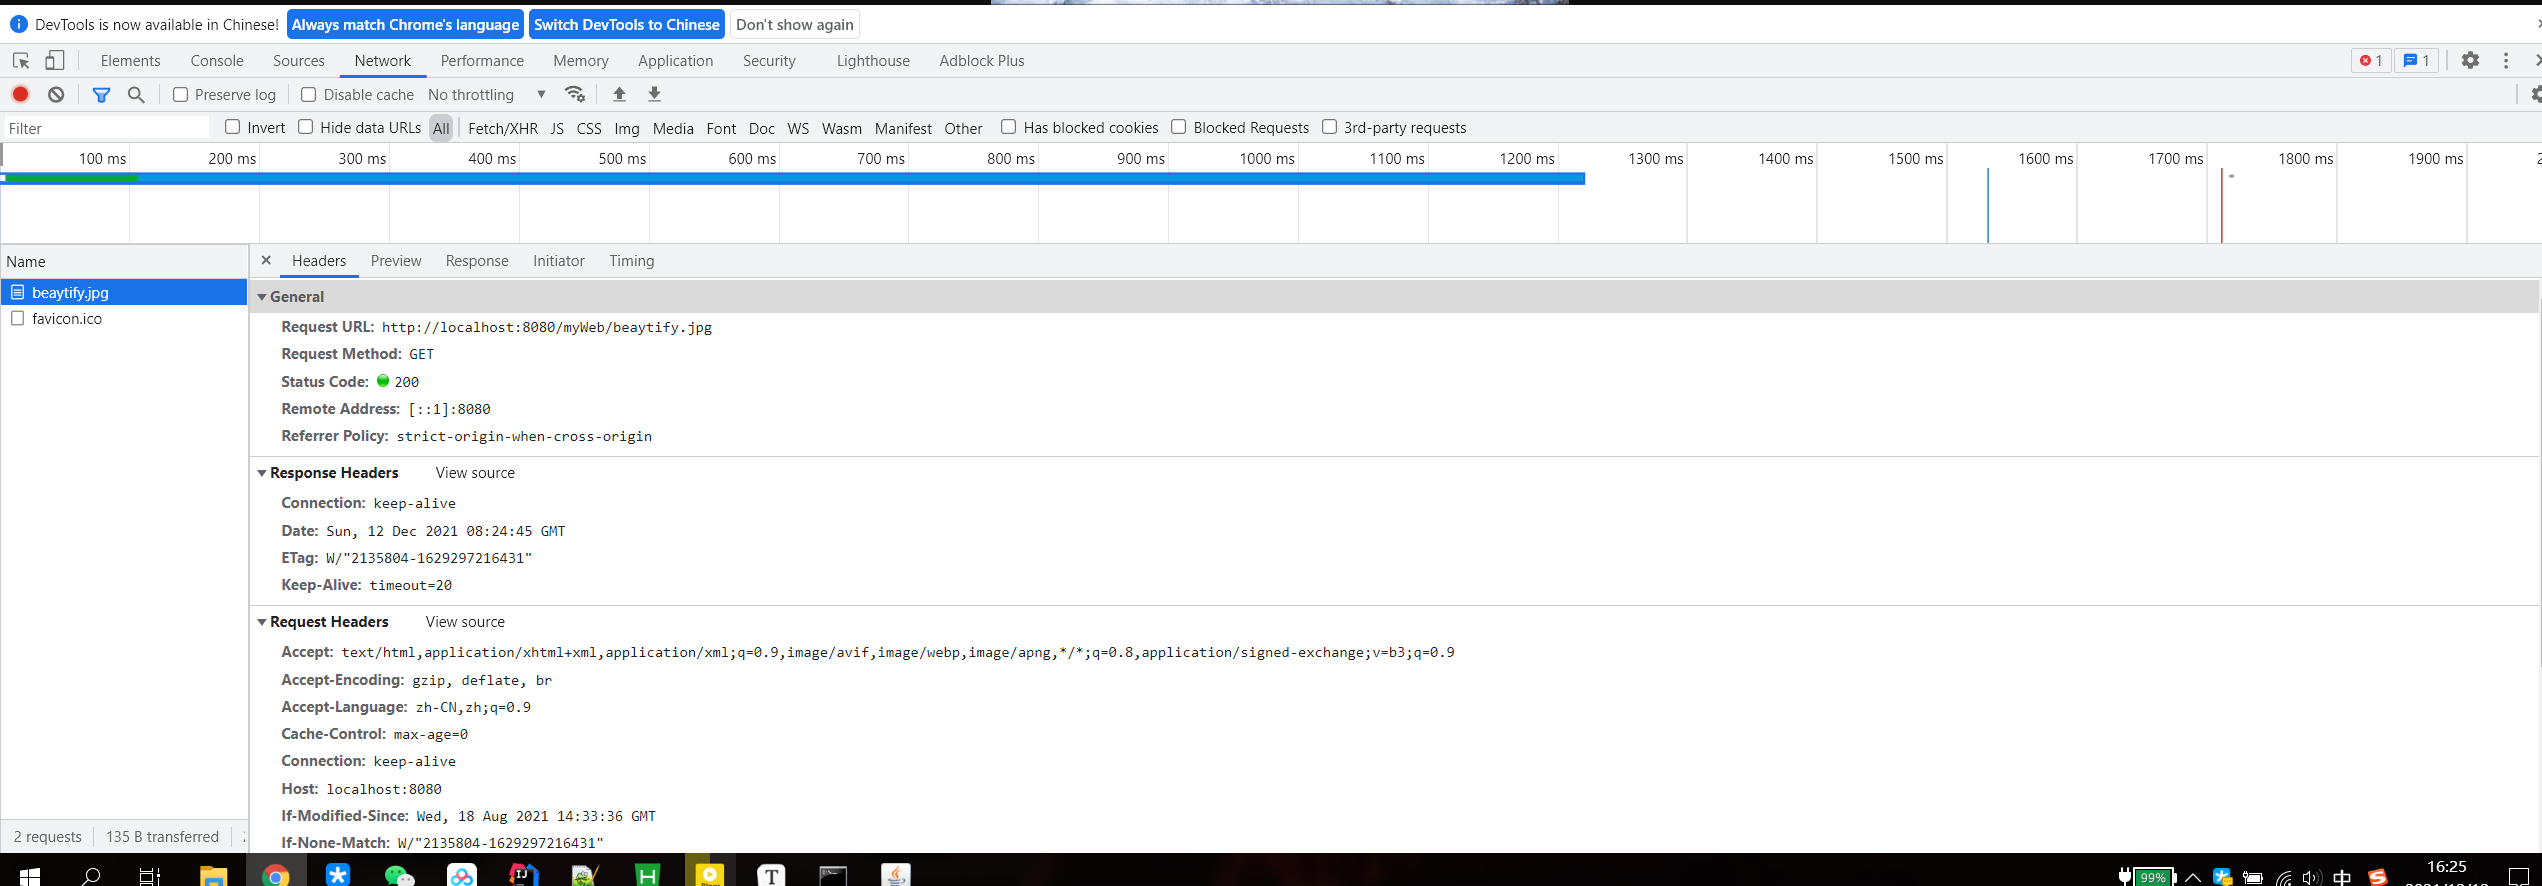 DevTools is now available in Chinese! Always match Chrome's language Switch DevTools to Chinese Don't show again
Elements Console Sources Network Performance Memory Application Security Lighthouse Adblock Plus 1 1
Preserve log Disable cache No throttling
Filter Invert Hide data URLs All Fetch/XHR JS CSS Img Media Font Doc WS Wasm Manifest Other Has blocked cookies Blocked Requests 3rd-party requests
100 ms 200 ms 300 ms 400 ms 500 ms 600 ms 700 ms 800 ms 900 ms 1000 ms 1100 ms 1200 ms 1300 ms 1400 ms 1500 ms 1600 ms 1700 ms 1800 ms 1900 ms
Name
beaytify.jpg
favicon.ico
2 requests 135 B transferred
Headers Preview Response Initiator Timing
General
Request URL: http://localhost:8080/myWeb/beaytify.jpg
Request Method: GET
Status Code: 200
Remote Address: [::1]:8080
Referrer Policy: strict-origin-when-cross-origin
Response Headers View source
Connection: keep-alive
Date: Sun, 12 Dec 2021 08:24:45 GMT
ETag: W/"2135804-1629297216431"
Keep-Alive: timeout=20
Request Headers View source
Accept: text/html,application/xhtml+xml,application/xml;q=0.9,image/avif,image/webp,image/apng,*/*;q=0.8,application/signed-exchange;v=b3;q=0.9
Accept-Encoding: gzip, deflate, br
Accept-Language: zh-CN,zh;q=0.9
Cache-Control: max-age=0
Connection: keep-alive
Host: localhost:8080
If-Modified-Since: Wed, 18 Aug 2021 14:33:36 GMT
If-None-Match: W/"2135804-1629297216431"
99% 中 16:25